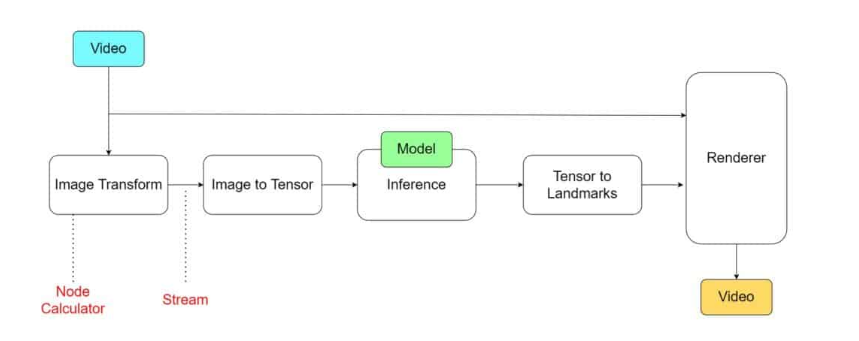 Video
Model
Renderer
Image Transform
Image to Tensor
Inference
Tensor to
Landmarks
Node
Calculator
Stream
Video